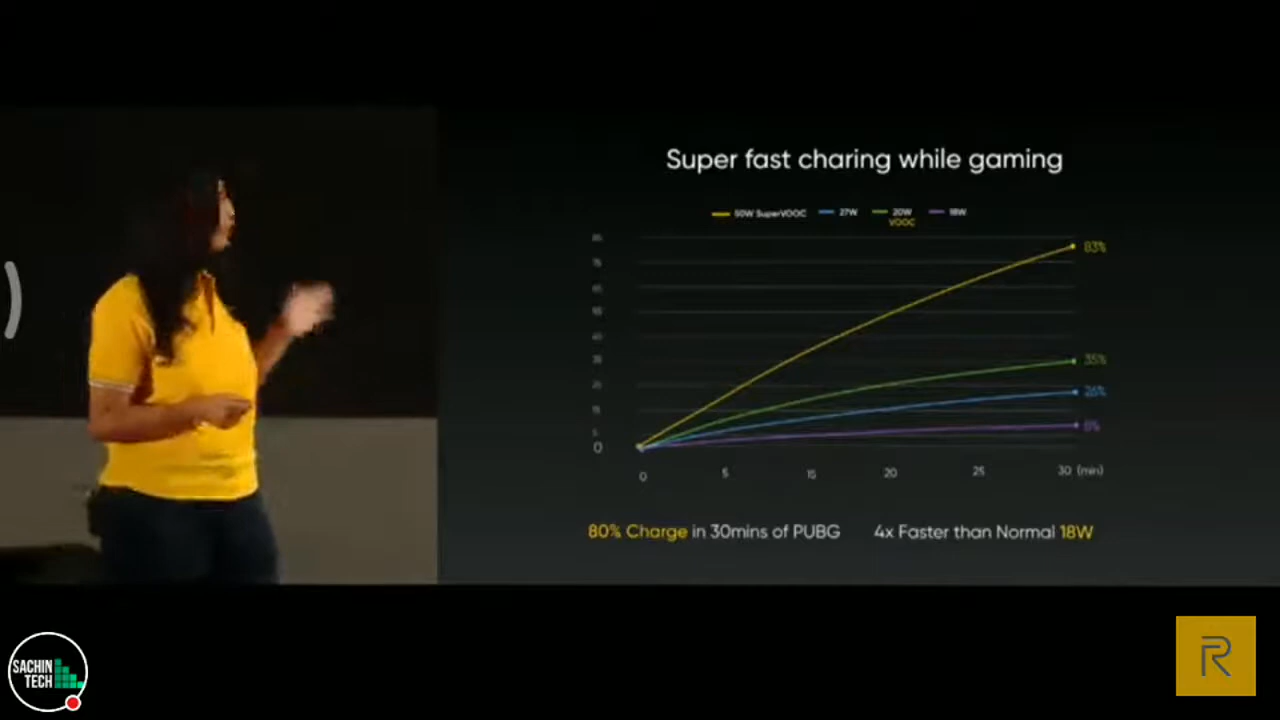 Super fast charing while gaming
50W SuperVOOC 27W 20W 18W
VOOC
83%
35%
26%
8%
0
0 5 15 20 25 30 (min)
80% Charge in 30mins of PUBG 4x Faster than Normal 18W
SACHIN
TECH
R